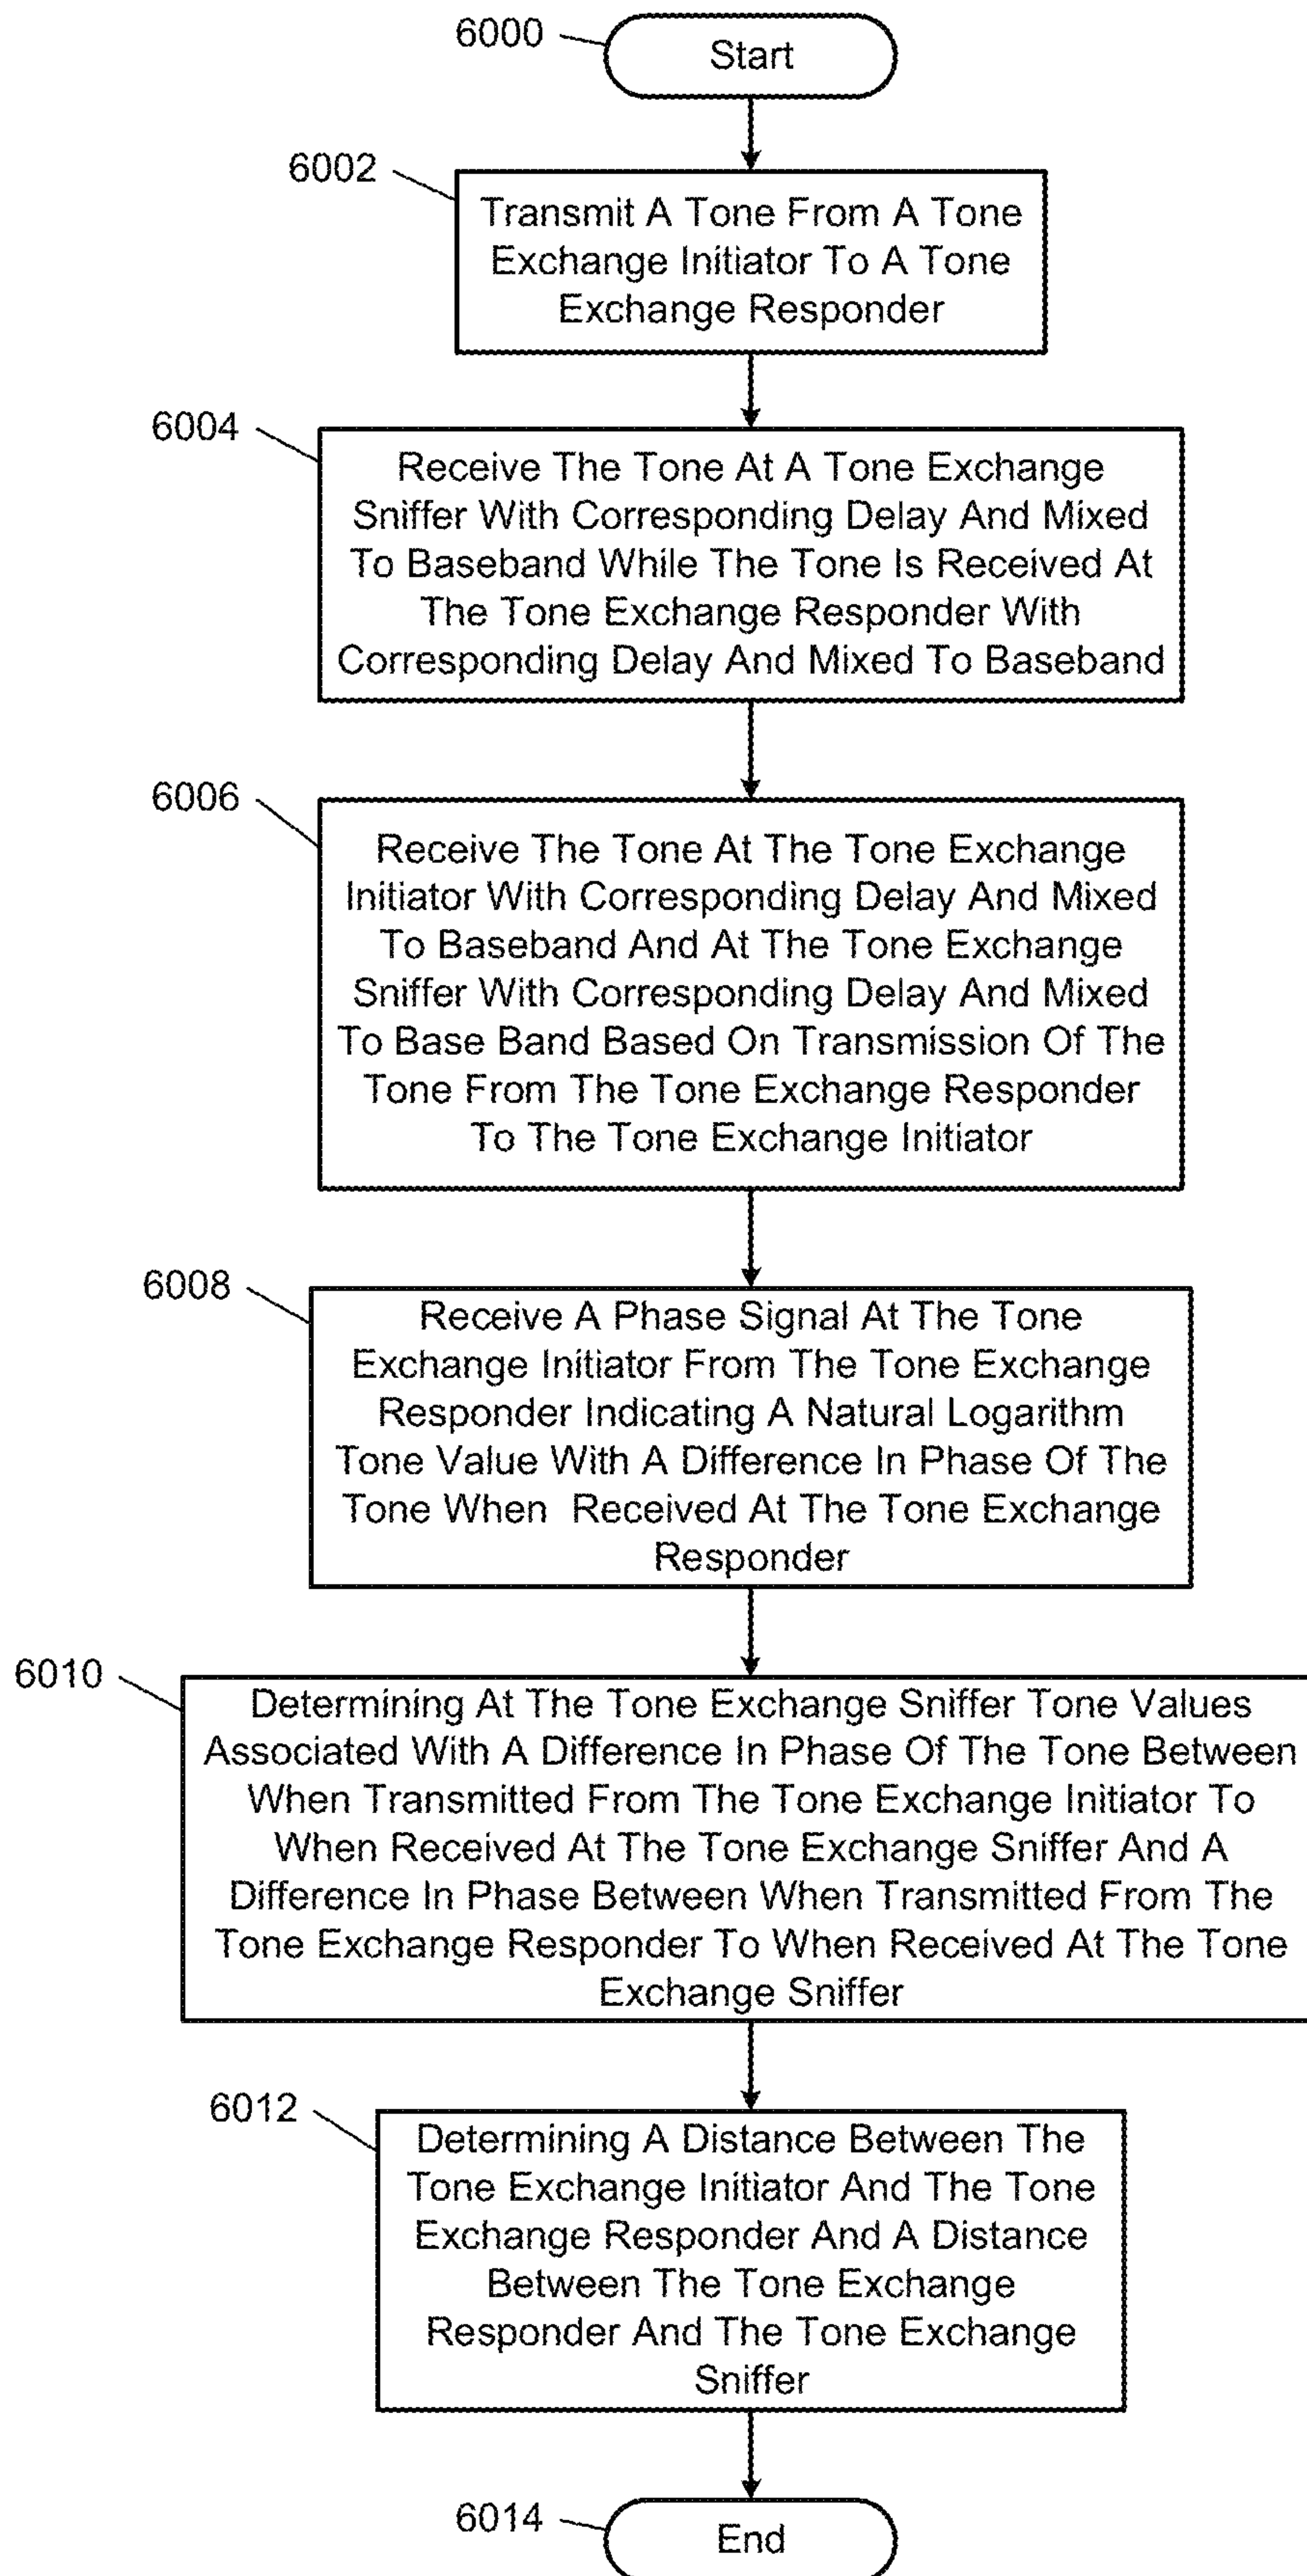 6000
Start
6002
Transmit A Tone From A Tone
Exchange Initiator To A Tone
Exchange Responder
6004
Receive The Tone At A Tone Exchange
Sniffer With Corresponding Delay And Mixed
To Baseband While The Tone Is Received At
The Tone Exchange Responder With
Corresponding Delay And Mixed To Baseband
6006
Receive The Tone At The Tone Exchange
Initiator With Corresponding Delay And Mixed
To Baseband And At The Tone Exchange
Sniffer With Corresponding Delay And Mixed
To Base Band Based On Transmission Of The
Tone From The Tone Exchange Responder
To The Tone Exchange Initiator
6008
Receive A Phase Signal At The Tone
Exchange Initiator From The Tone Exchange
Responder Indicating A Natural Logarithm
Tone Value With A Difference In Phase Of The
Tone When Received At The Tone Exchange
Responder
6010
Determining At The Tone Exchange Sniffer Tone Values
Associated With A Difference In Phase Of The Tone Between
When Transmitted From The Tone Exchange Initiator To
When Received At The Tone Exchange Sniffer And A
Difference In Phase Between When Transmitted From The
Tone Exchange Responder To When Received At The Tone
Exchange Sniffer
6012
Determining A Distance Between The
Tone Exchange Initiator And The Tone
Exchange Responder And A Distance
Between The Tone Exchange
Responder And The Tone Exchange
Sniffer
6014
End